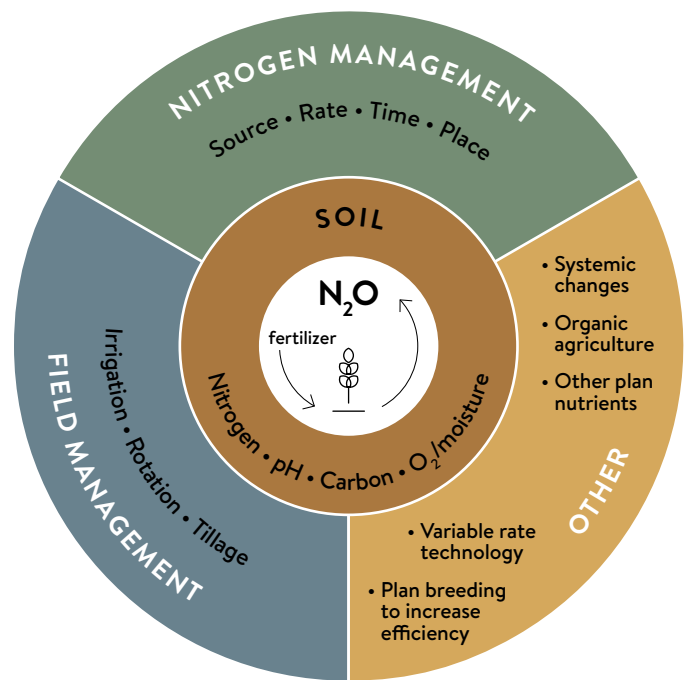 NITROGEN MANAGEMENT
Source • Rate • Time • Place
SOIL
N₂O
fertilizer
Nitrogen • pH • Carbon • O₂/moisture
FIELD MANAGEMENT
Irrigation • Rotation • Tillage
• Systemic
changes
• Organic
agriculture
• Other plan
nutrients
OTHER
• Variable rate
technology
• Plan breeding
to increase
efficiency